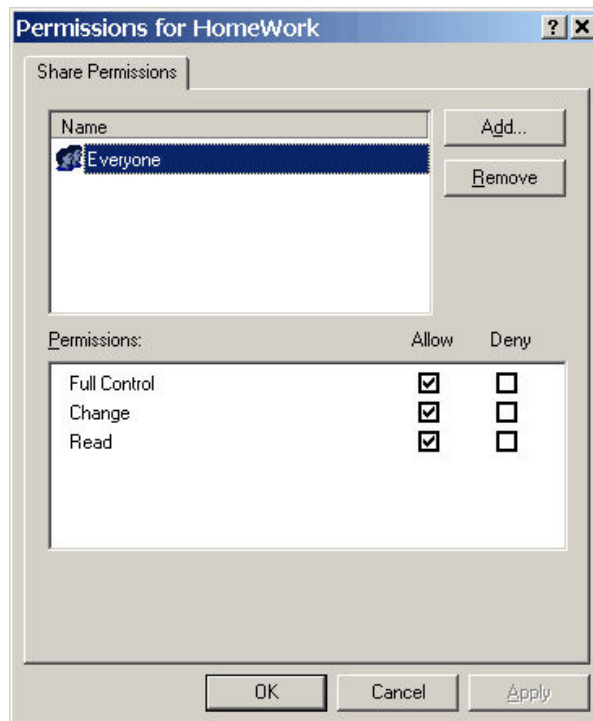 Permissions for HomeWork
Share Permissions
Name
Add...
Everyone
Remove
Permissions: Allow Deny
Full Control
Change
Read
OK Cancel Apply